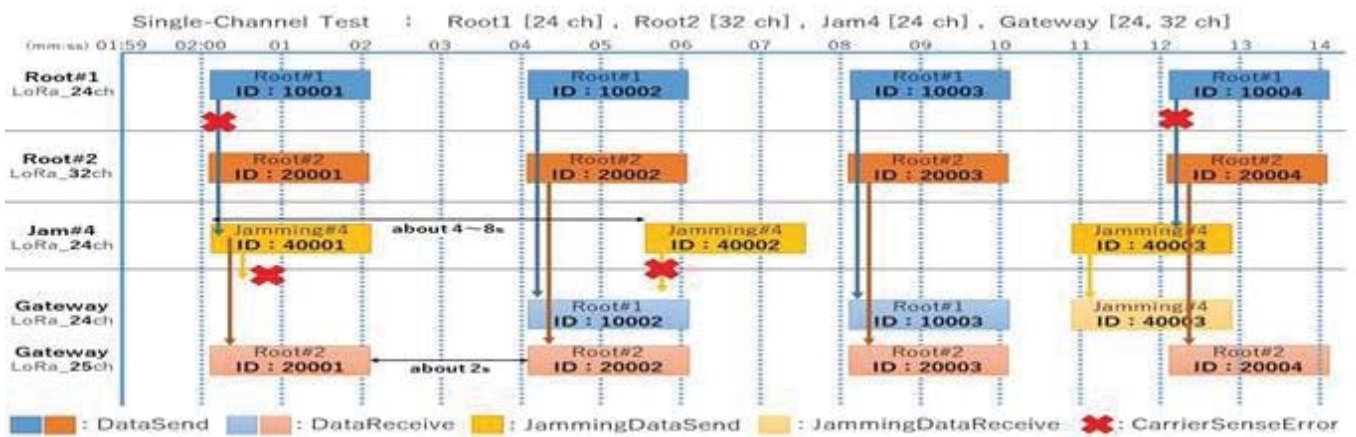 Single-Channel Test : Root1 [24 ch] , Root2 [32 ch] , Jam4 [24 ch] , Gateway [24, 32 ch]
(mm:ss) 01:59 02:00 01 02 03 04 05 06 07 08 09 10 11 12 13 14
Root#1
LoRa_24ch
Root#1
ID : 10001
Root#1
ID : 10002
Root#1
ID : 10003
Root#1
ID : 10004
Root#2
LoRa_32ch
Root#2
ID : 20001
Root#2
ID : 20002
Root#2
ID : 20003
Root#2
ID : 20004
Jam#4
LoRa_24ch
Jamming#4
ID : 40001
about 4~8s
Jamming#4
ID : 40002
Jamming#4
ID : 40003
Gateway
LoRa_24ch
Root#1
ID : 10002
Root#1
ID : 10003
Jamming#4
ID : 40003
Gateway
LoRa_25ch
Root#2
ID : 20001
about 2s
Root#2
ID : 20002
Root#2
ID : 20003
Root#2
ID : 20004
: DataSend : DataReceive : JammingDataSend : JammingDataReceive : CarrierSenseError